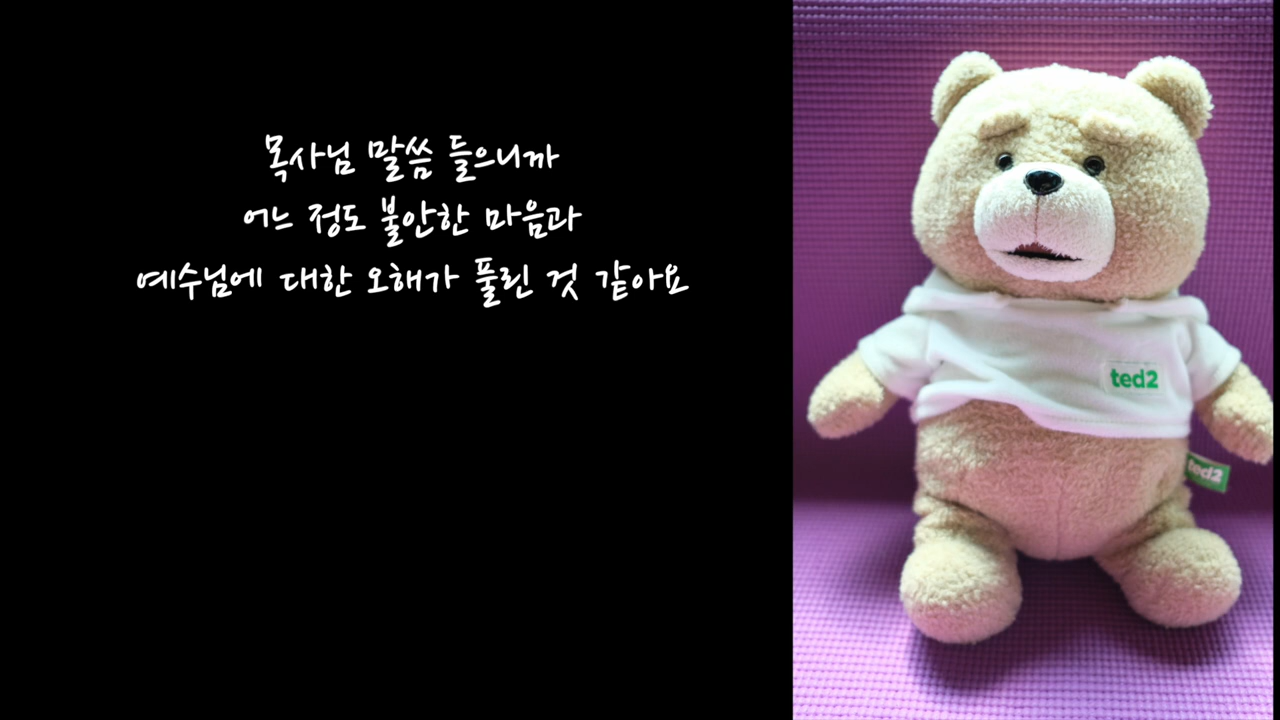 목사님 말씀 들으니까
어느 정도 불안한 마음과
예수님에 대한 오해가 풀린 것 같아요
ted2
ted2